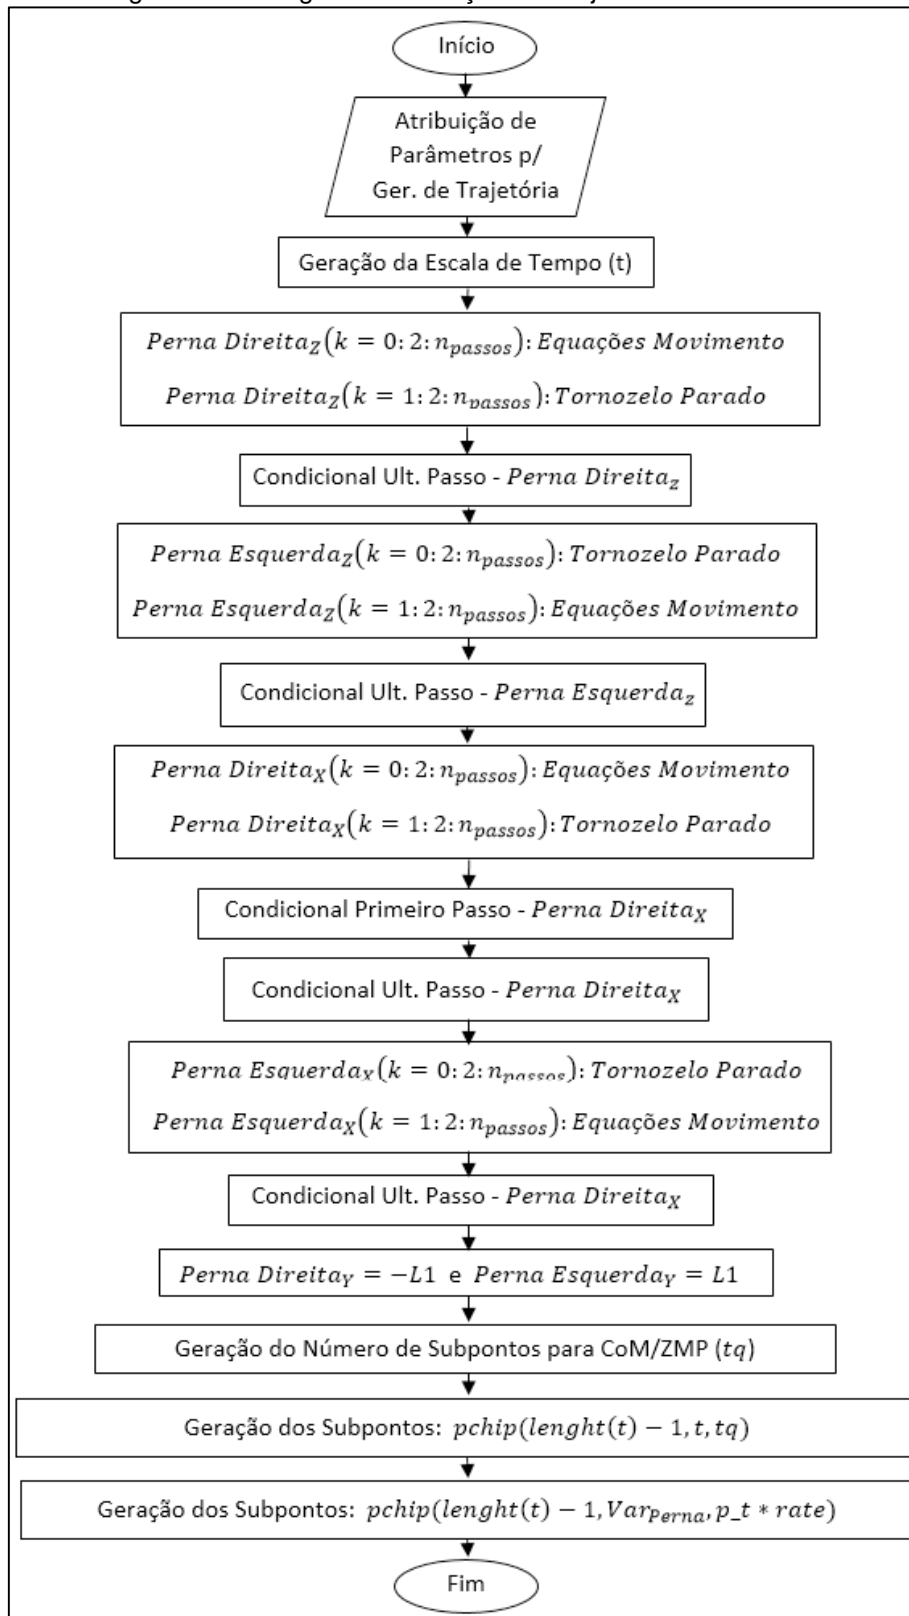 Início
Atribuição de
Parâmetros p/
Ger. de Trajetória
Geração da Escala de Tempo (t)
Perna Direita_Z(k = 0: 2: n_passos): Equações Movimento
Perna Direita_Z(k = 1: 2: n_passos): Tornozelo Parado
Condicional Ult. Passo - Perna Direita_z
Perna Esquerda_Z(k = 0: 2: n_passos): Tornozelo Parado
Perna Esquerda_Z(k = 1: 2: n_passos): Equações Movimento
Condicional Ult. Passo - Perna Esquerda_z
Perna Direita_X(k = 0: 2: n_passos): Equações Movimento
Perna Direita_X(k = 1: 2: n_passos): Tornozelo Parado
Condicional Primeiro Passo - Perna Direita_X
Condicional Ult. Passo - Perna Direita_X
Perna Esquerda_X(k = 0: 2: n_passos): Tornozelo Parado
Perna Esquerda_X(k = 1: 2: n_passos): Equações Movimento
Condicional Ult. Passo - Perna Direita_X
Perna Direita_Y = −L1 e Perna Esquerda_Y = L1
Geração do Número de Subpontos para CoM/ZMP (tq)
Geração dos Subpontos: pchip(lenght(t) − 1, t, tq)
Geração dos Subpontos: pchip(lenght(t) − 1, Var_Perna, p_t * rate)
Fim